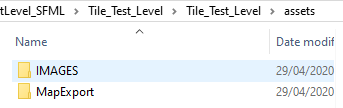 tLevel_SFML > Tile_Test_Level > Tile_Test_Level > assets
Name Date modif
IMAGES 29/04/2020
MapExport 29/04/2020